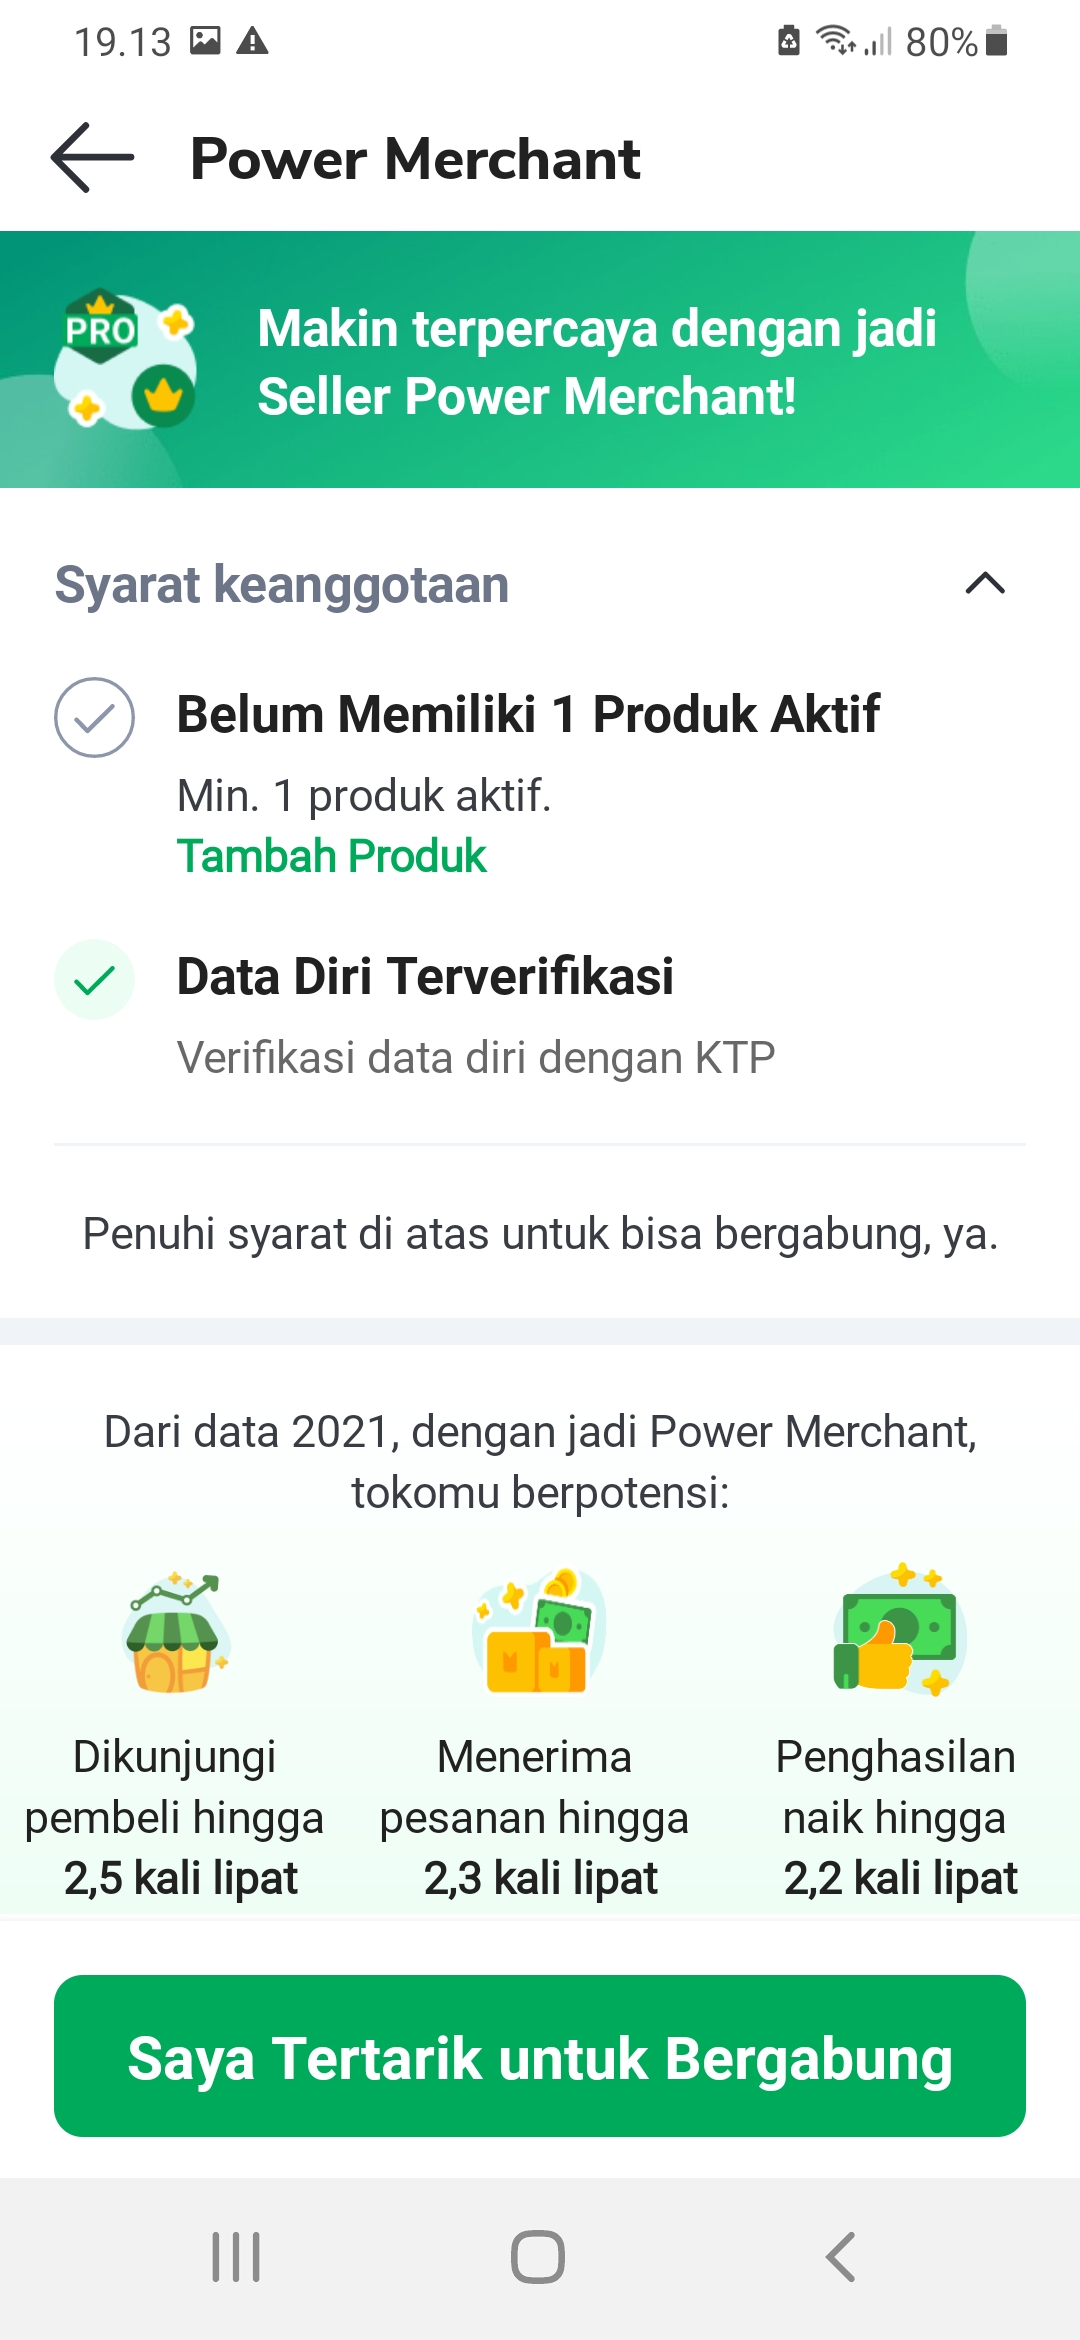 19.13
80%
Power Merchant
PRO
Makin terpercaya dengan jadi
Seller Power Merchant!
Syarat keanggotaan
Belum Memiliki 1 Produk Aktif
Min. 1 produk aktif.
Tambah Produk
Data Diri Terverifikasi
Verifikasi data diri dengan KTP
Penuhi syarat di atas untuk bisa bergabung, ya.
Dari data 2021, dengan jadi Power Merchant,
tokomu berpotensi:
Dikunjungi
pembeli hingga
2,5 kali lipat
Menerima
pesanan hingga
2,3 kali lipat
Penghasilan
naik hingga
2,2 kali lipat
Saya Tertarik untuk Bergabung